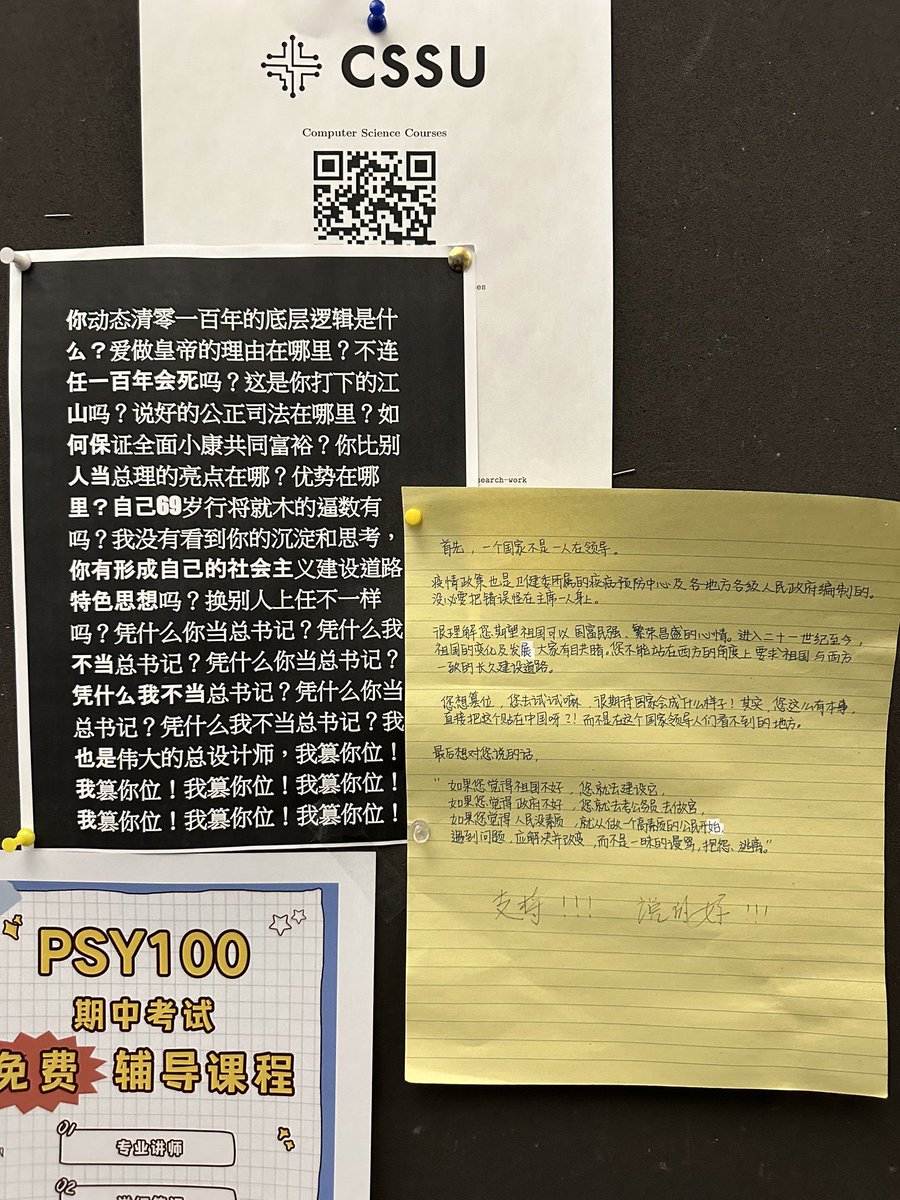 CSSU
Computer Science Courses
es
search-work
你动态清零一百年的底层逻辑是什
么？爱做皇帝的理由在哪里？不连
任一百年会死吗？这是你打下的江
山吗？说好的公正司法在哪里？如
何保证全面小康共同富裕？你比别
人当总理的亮点在哪？优势在哪
里？自己69岁行将就木的逼数有
吗？我没有看到你的沉淀和思考，
你有形成自己的社会主义建设道路
特色思想吗？换别人上任不一样
吗？凭什么你当总书记？凭什么我
不当总书记？凭什么你当总书记？
凭什么我不当总书记？凭什么你当
总书记？凭什么我不当总书记？我
也是伟大的总设计师，我篡你位！
我篡你位！我篡你位！我篡你位！
我篡你位！我篡你位！我篡你位！
首先，一个国家不是一人在领导。
疫情政策也是卫健委所属的疫病预防中心及各地方各级人民政府编制的。
没必要把错误怪在主席一人身上。
很理解您期望祖国可以国富民强、繁荣昌盛的心情。进入二十一世纪至今，
祖国的变化及发展大家有目共睹。您不能站在西方的角度上要求祖国与西方
一致的长久建设道路。
您想篡位，您去试试嘛，很期待国家会成什么样子！其实，您这么有本事，
直接把这贴在中国呀？！而不是在这个国家领导人们看不到的地方。
最后想对您说的话，
“如果您觉得祖国不好，您就去建设它，
如果您觉得政府不好，您就去考公务员去做官，
如果您觉得人民没素质，就从做一个高素质的公民开始，
遇到问题，应解决并改变，而不是一味的谩骂，抱怨、逃离。”
支持！！！ 说的好！！！
PSY100
期中考试
免费 辅导课程
01
专业讲师
02